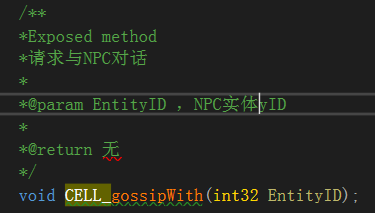 /**
*Exposed method
*请求与NPC对话
*
*@param EntityID ，NPC实体yID
*
*@return 无
*/
void CELL_gossipWith(int32 EntityID);